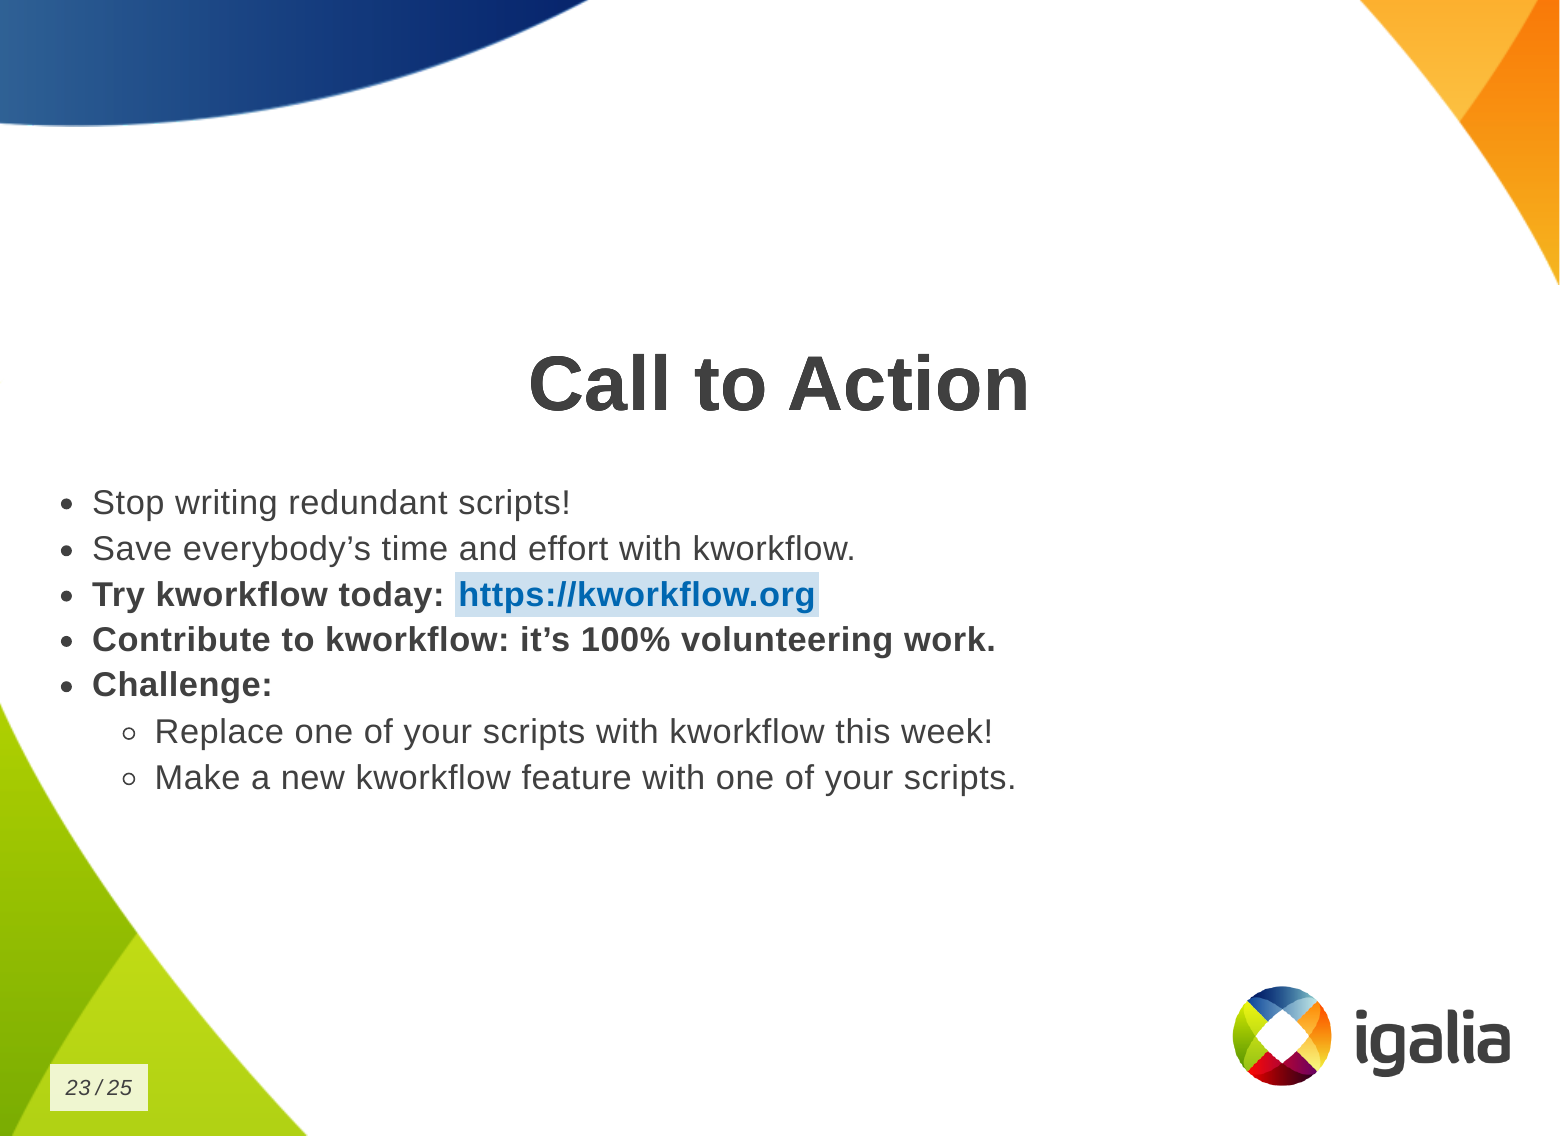 Call to Action
• Stop writing redundant scripts!
• Save everybody’s time and effort with kworkflow.
• Try kworkflow today: https://kworkflow.org
• Contribute to kworkflow: it’s 100% volunteering work.
• Challenge:
◦ Replace one of your scripts with kworkflow this week!
◦ Make a new kworkflow feature with one of your scripts.
igalia
23 / 25